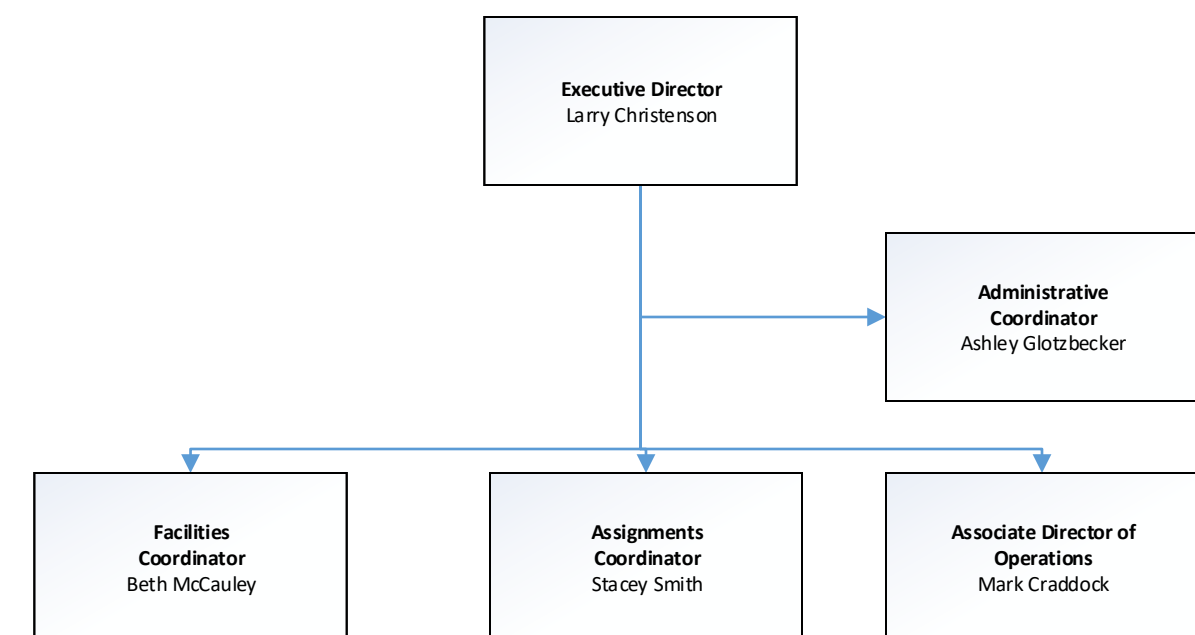 Executive Director
Larry Christenson
Administrative
Coordinator
Ashley Glotzbecker
Facilities
Coordinator
Beth McCauley
Assignments
Coordinator
Stacey Smith
Associate Director of
Operations
Mark Craddock